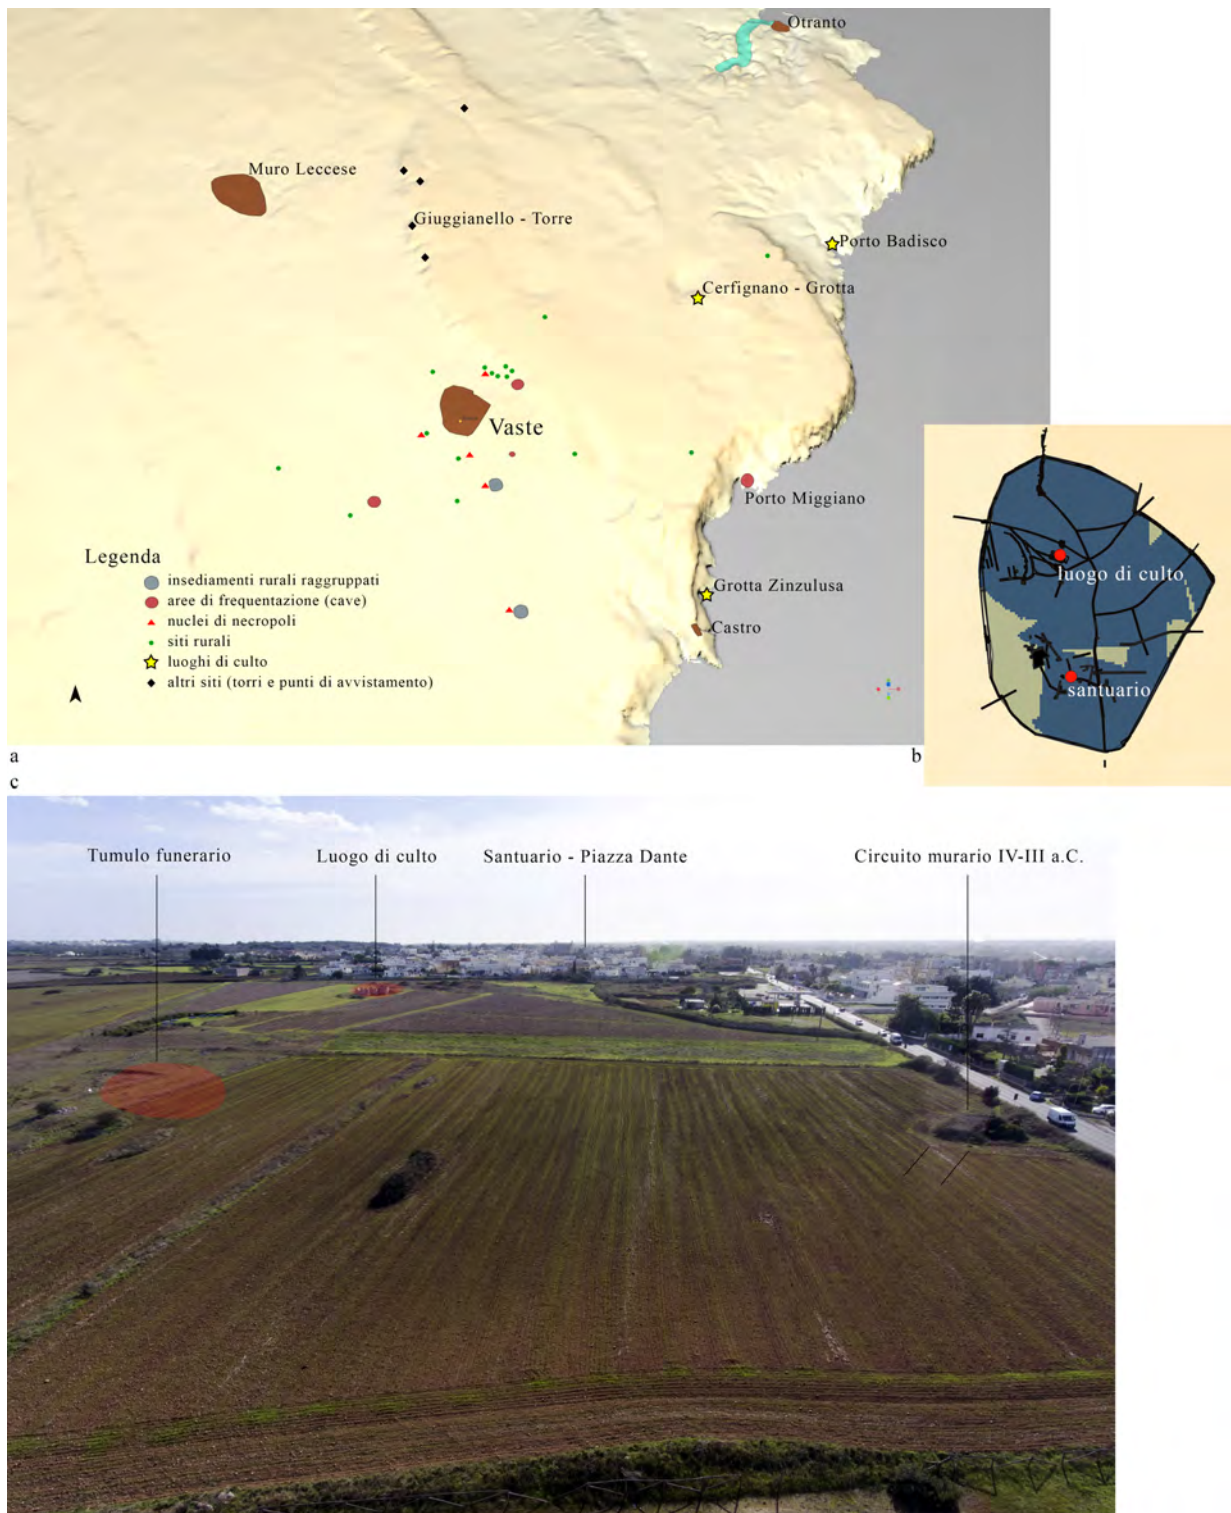 Otranto
Muro Leccese
Giuggianello - Torre
Porto Badisco
Cerfignano - Grotta
Vaste
Porto Miggiano
Grotta Zinzulusa
Castro
Legenda
insediamenti rurali raggruppati
aree di frequentazione (cave)
nuclei di necropoli
siti rurali
luoghi di culto
altri siti (torri e punti di avvistamento)
a
luogo di culto
santuario
b
c
Tumulo funerario
Luogo di culto
Santuario - Piazza Dante
Circuito murario IV-III a.C.